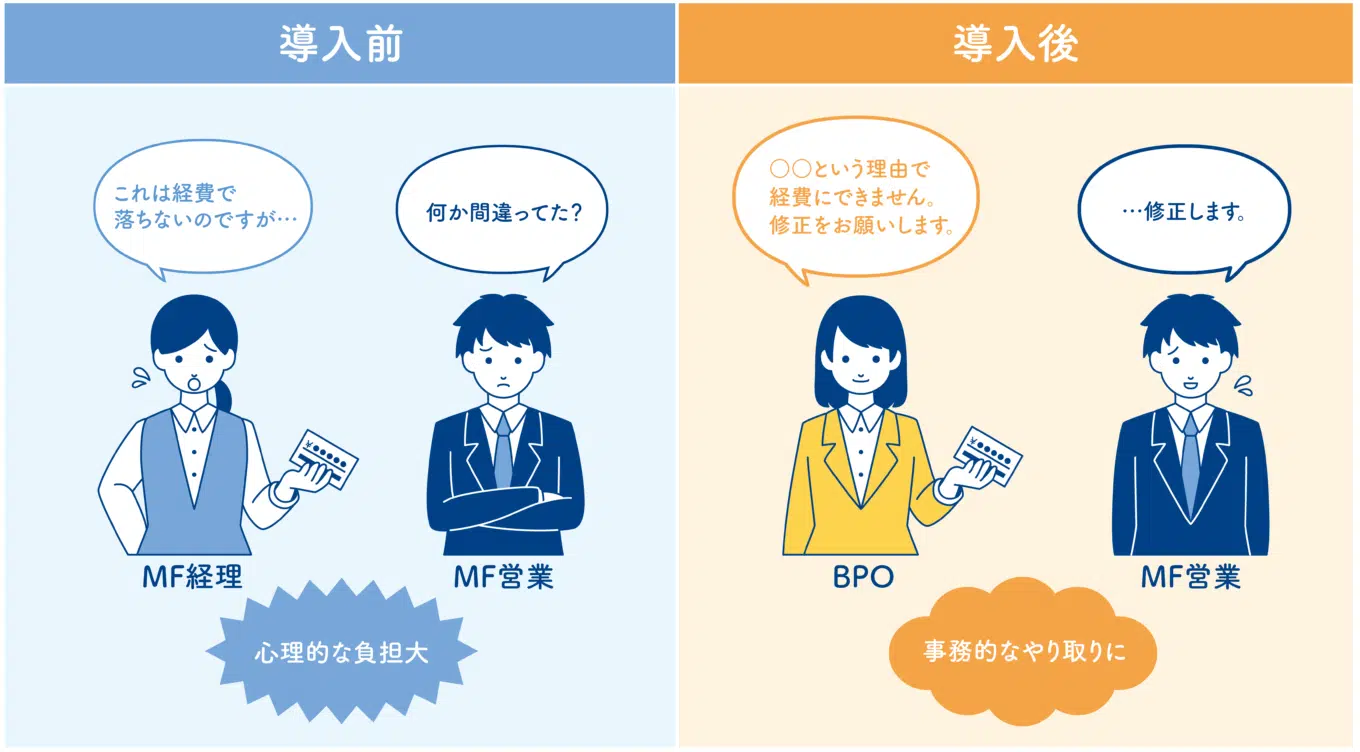 導入前
これは経費で
落ちないのですが…
何か間違ってた?
MF経理
MF営業
心理的な負担大
導入後
○○という理由で
経費にできません。
修正をお願いします。
…修正します。
BPO
MF営業
事務的なやり取りに